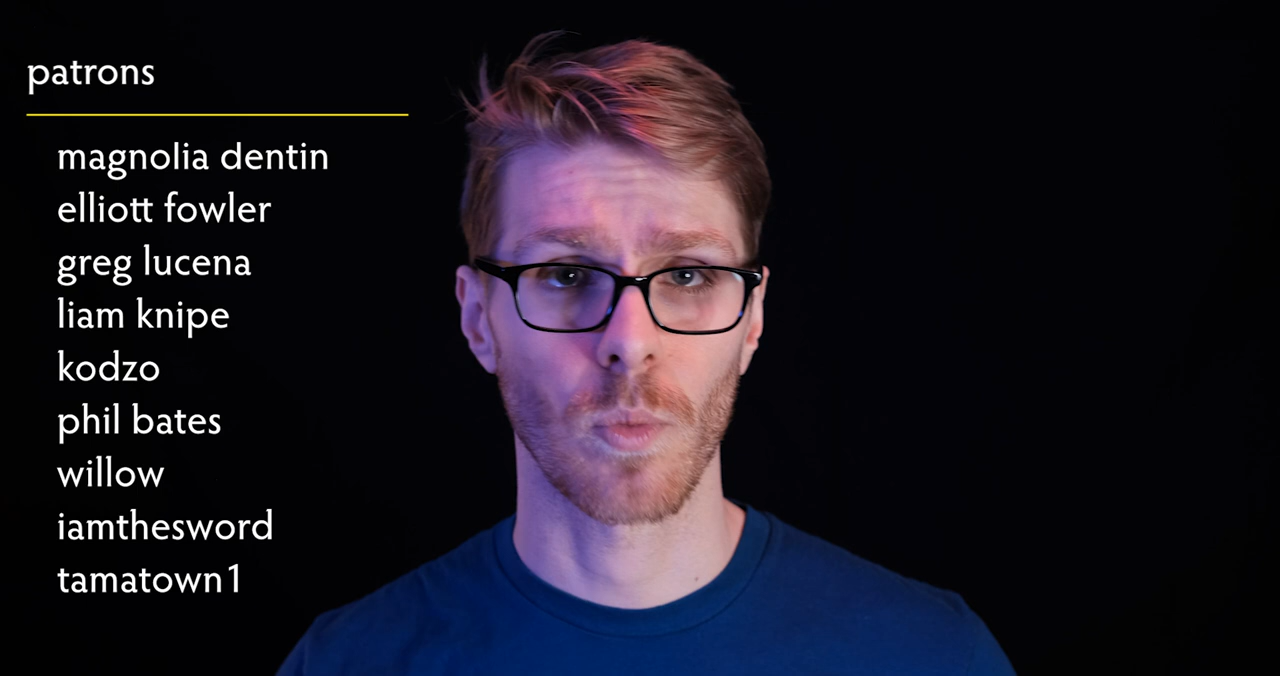 patrons
magnolia dentin
elliott fowler
greg lucena
liam knipe
kodzo
phil bates
willow
iamthesword
tamatown1